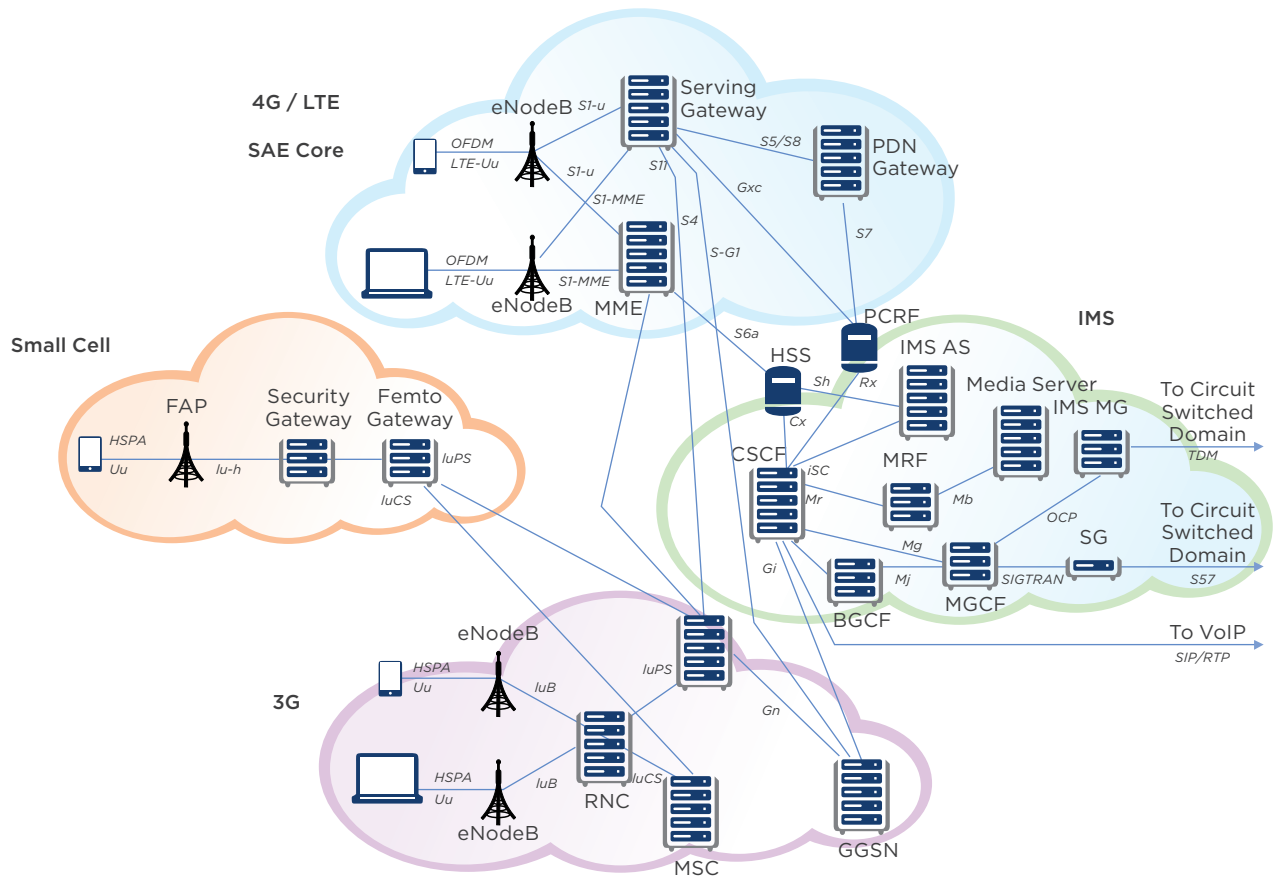 4G / LTE
SAE Core
eNodeB
S1-u
Serving
Gateway
OFDM
LTE-Uu
S1-u
S11
S5/S8
PDN
Gateway
Gxc
S1-MME
S4
S-G1
S7
OFDM
LTE-Uu
eNodeB
S1-MME
MME
S6a
PCRF
IMS
HSS
Sh
Rx
IMS AS
Cx
Media Server
IMS MG
To Circuit
Switched
Domain
TDM
CSCF
iSC
Mr
MRF
Mb
OCP
Mg
SG
To Circuit
Switched
Domain
S57
Gi
Mj
SIGTRAN
BGCF
MGCF
To VoIP
SIP/RTP
Small Cell
FAP
Security
Gateway
Femto
Gateway
HSPA
Uu
Iu-h
IuPS
IuCS
3G
eNodeB
HSPA
Uu
IuB
IuPS
Gn
HSPA
Uu
IuB
eNodeB
RNC
IuCS
MSC
GGSN